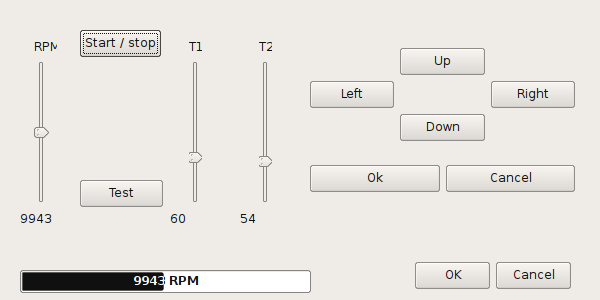 RPM
Start / stop
T1
T2
Up
Left
Right
Down
Ok
Cancel
Test
9943
60
54
9943 RPM
OK
Cancel